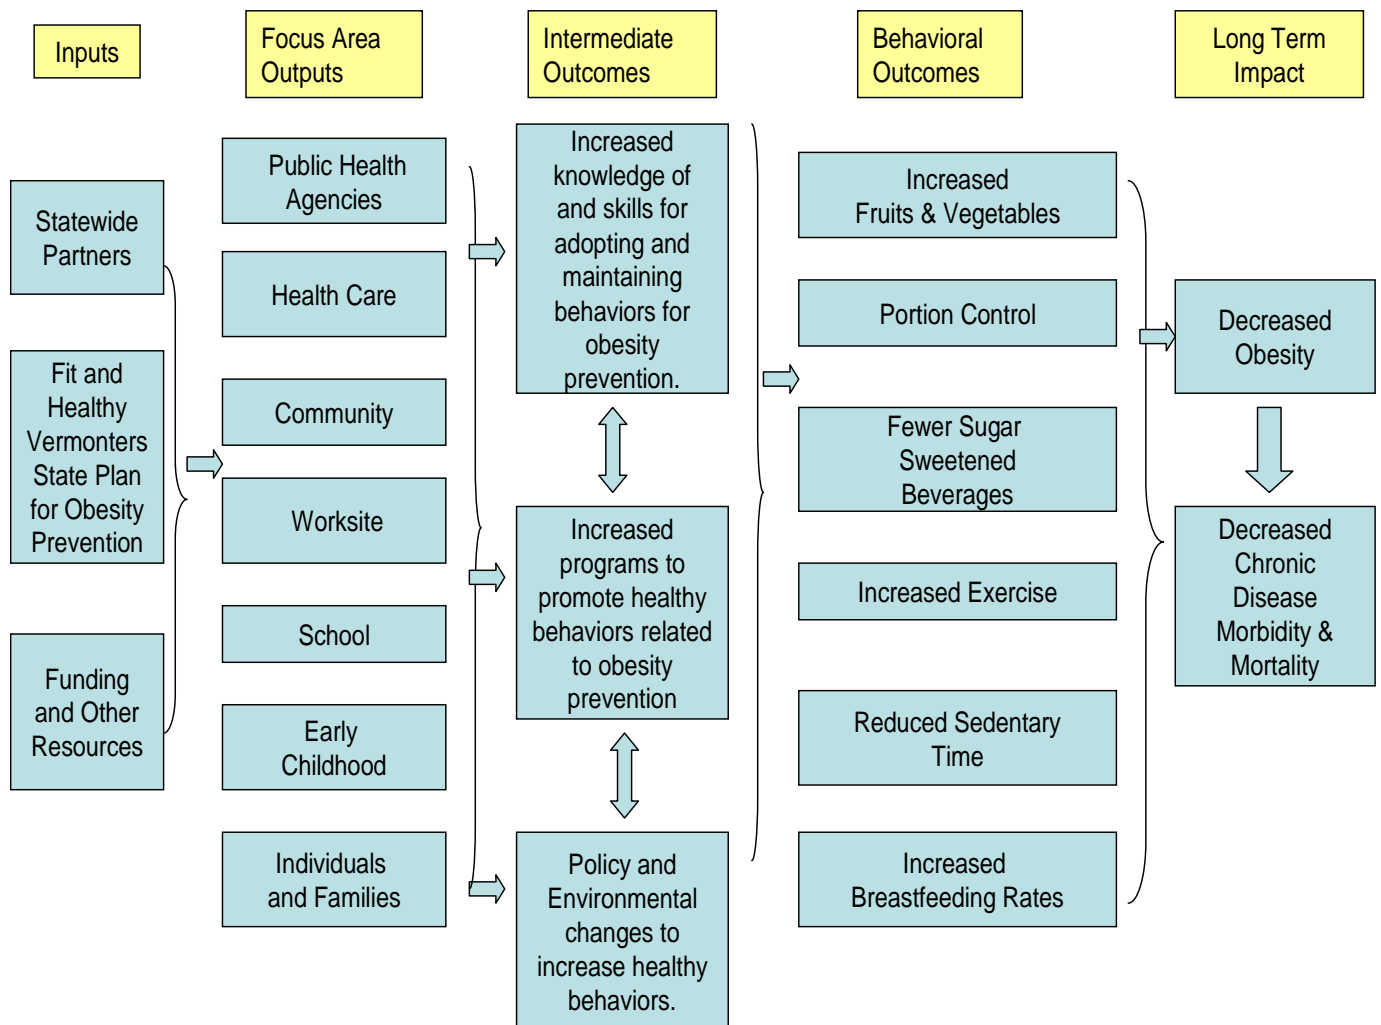 Inputs
Focus Area
Outputs
Intermediate
Outcomes
Behavioral
Outcomes
Long Term
Impact
Statewide
Partners
Fit and
Healthy
Vermonters
State Plan
for Obesity
Prevention
Funding
and Other
Resources
Public Health
Agencies
Health Care
Community
Worksite
School
Early
Childhood
Individuals
and Families
Increased
knowledge of
and skills for
adopting and
maintaining
behaviors for
obesity
prevention.
Increased
programs to
promote healthy
behaviors related
to obesity
prevention
Policy and
Environmental
changes to
increase healthy
behaviors.
Increased
Fruits & Vegetables
Portion Control
Fewer Sugar
Sweetened
Beverages
Increased Exercise
Reduced Sedentary
Time
Increased
Breastfeeding Rates
Decreased
Obesity
Decreased
Chronic
Disease
Morbidity &
Mortality